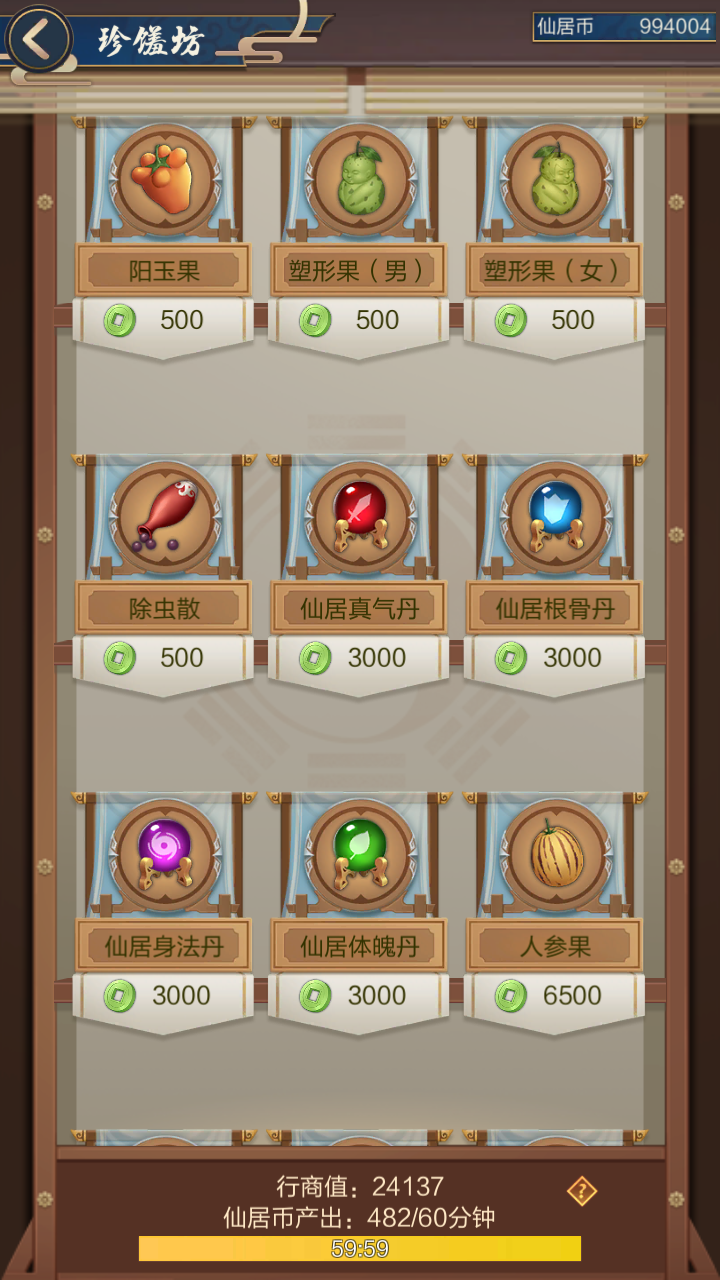 珍馐坊
仙居币 994004
阳玉果 塑形果（男） 塑形果（女）
500 500 500
除虫散 仙居真气丹 仙居根骨丹
500 3000 3000
仙居身法丹 仙居体魄丹 人参果
3000 3000 6500
行商值：24137
?
仙居币产出：482/60分钟
59:59